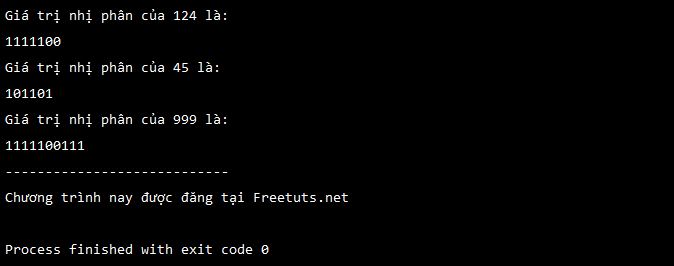 Giá trị nhị phân của 124 là:
1111100
Giá trị nhị phân của 45 là:
101101
Giá trị nhị phân của 999 là:
1111100111
----------------------------
Chương trình nay được đăng tại Freetuts.net
Process finished with exit code 0